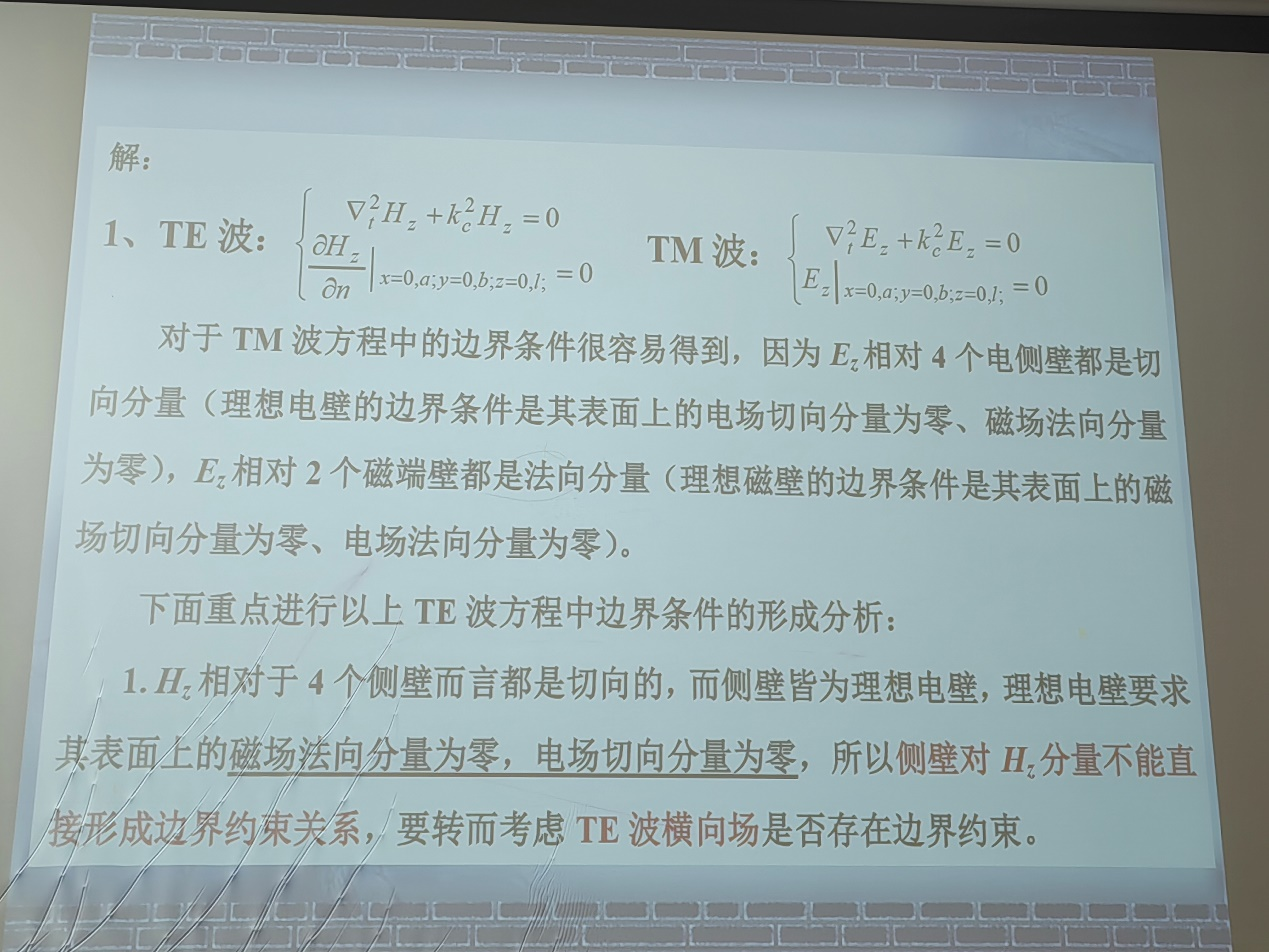 解：
1、TE 波： { ∇ₜ²H_z + k_c²H_z = 0
∂H_z/∂n |x=0,a;y=0,b;z=0,l; = 0
TM 波： { ∇ₜ²E_z + k_c²E_z = 0
E_z|x=0,a;y=0,b;z=0,l; = 0
对于 TM 波方程中的边界条件很容易得到，因为 E_z 相对 4 个电侧壁都是切
向分量（理想电壁的边界条件是其表面上的电场切向分量为零、磁场法向分量
为零），E_z 相对 2 个磁端壁都是法向分量（理想磁壁的边界条件是其表面上的磁
场切向分量为零、电场法向分量为零）。
下面重点进行以上 TE 波方程中边界条件的形成分析：
1. H_z 相对于 4 个侧壁而言都是切向的，而侧壁皆为理想电壁，理想电壁要求
其表面上的磁场法向分量为零，电场切向分量为零，所以侧壁对 H_z 分量不能直
接形成边界约束关系，要转而考虑 TE 波横向场是否存在边界约束。